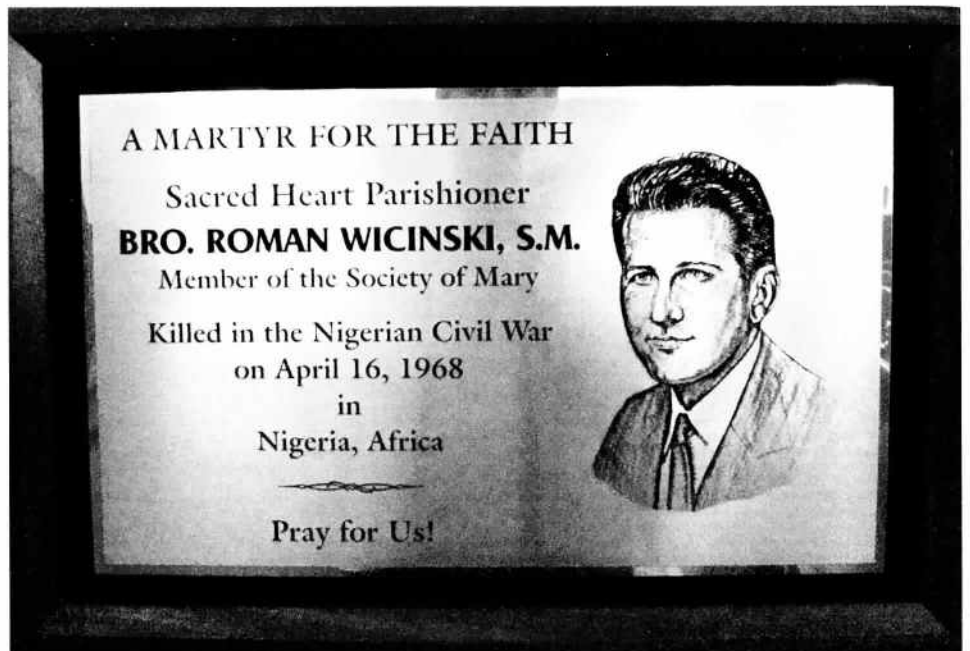 A MARTYR FOR THE FAITH
Sacred Heart Parishioner
BRO. ROMAN WICINSKI, S.M.
Member of the Society of Mary
Killed in the Nigerian Civil War
on April 16, 1968
in
Nigeria, Africa
Pray for Us!